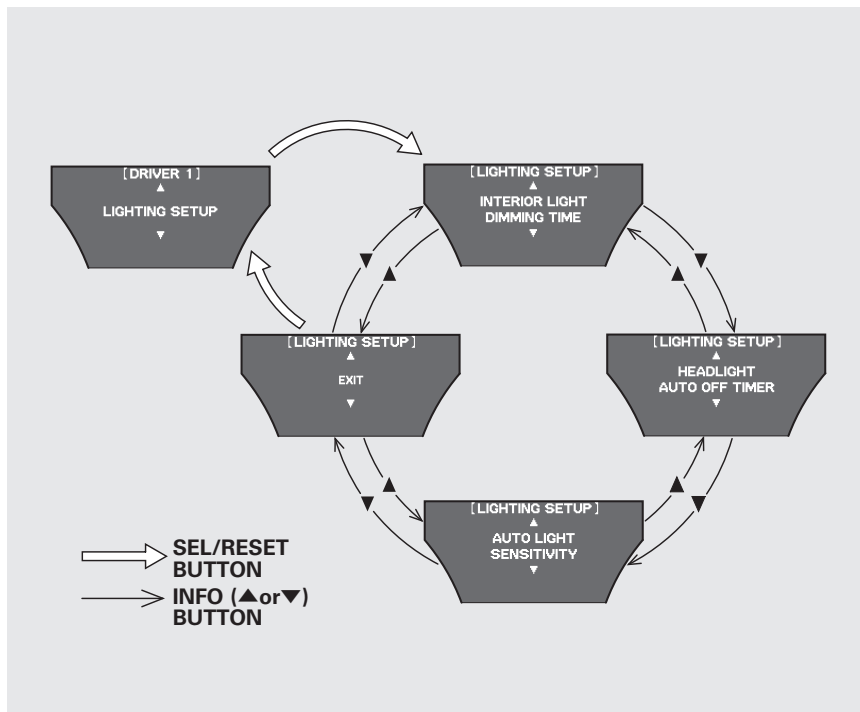 [DRIVER 1]
▲
LIGHTING SETUP
▼
[LIGHTING SETUP]
▲
INTERIOR LIGHT
DIMMING TIME
▼
[LIGHTING SETUP]
▲
EXIT
▼
[LIGHTING SETUP]
▲
HEADLIGHT
AUTO OFF TIMER
▼
[LIGHTING SETUP]
▲
AUTO LIGHT
SENSITIVITY
▼
SEL/RESET
BUTTON
INFO (▲or▼)
BUTTON